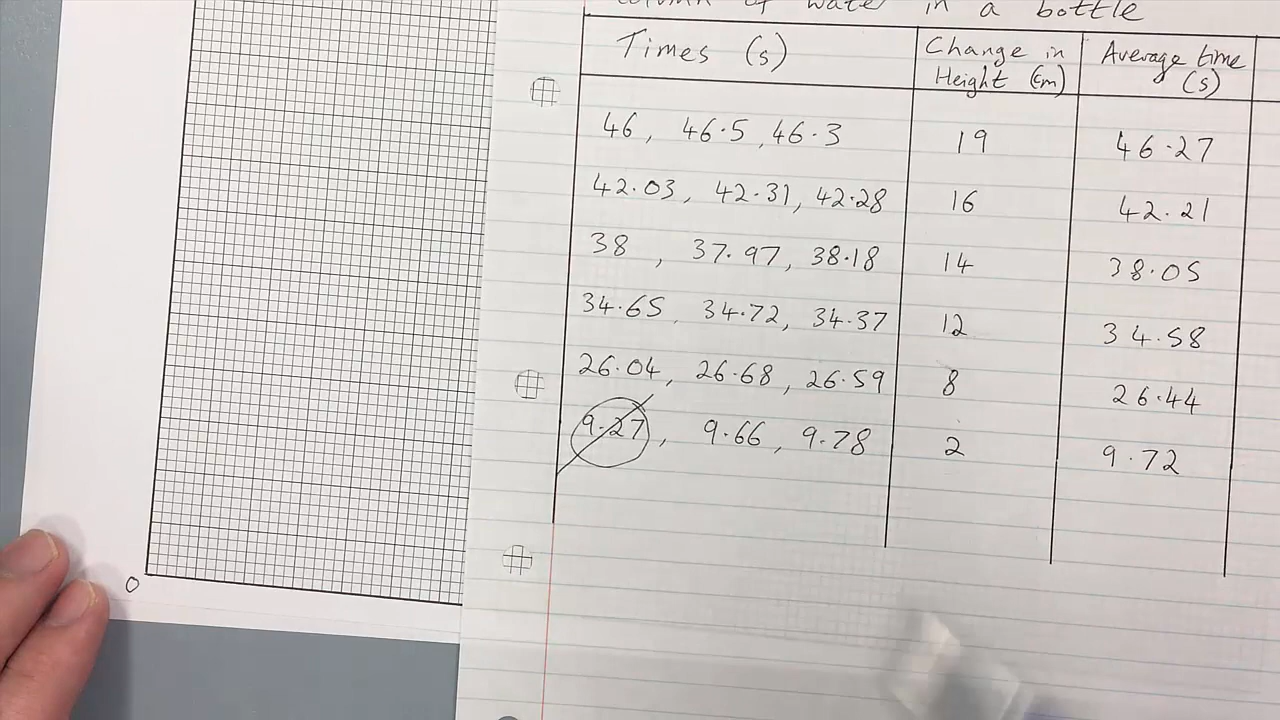 column of water in a bottle
Times (s)
Change in
Height (cm)
Average time
(s)
46, 46.5, 46.3 19 46.27
42.03, 42.31, 42.28 16 42.21
38, 37.97, 38.18 14 38.05
34.65, 34.72, 34.37 12 34.58
26.04, 26.68, 26.59 8 26.44
9.27, 9.66, 9.78 2 9.72
0